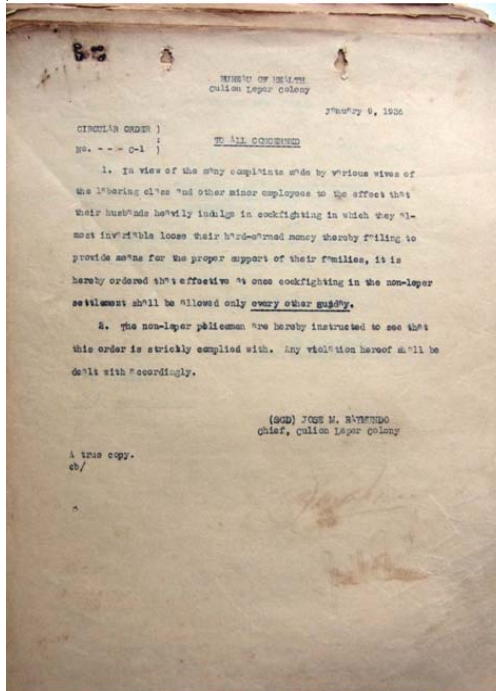 BUREAU OF HEALTH
Culion Leper Colony
January 9, 1936
CIRCULAR ORDER )
:
No. - - - C-1 )
TO ALL CONCERNED
1. In view of the many complaints made by various wives of
the laboring class and other minor employees to the effect that
their husbands heavily indulge in cockfighting in which they al-
most invariable loose their hard-earned money thereby failing to
provide means for the proper support of their families, it is
hereby ordered that effective at once cockfighting in the non-leper
settlement shall be allowed only every other Sunday.
2. The non-leper policemen are hereby instructed to see that
this order is strictly complied with. Any violation hereof shall be
dealt with accordingly.
(SGD) JOSE M. RAYMUNDO
Chief, Culion Leper Colony
A true copy.
cb/